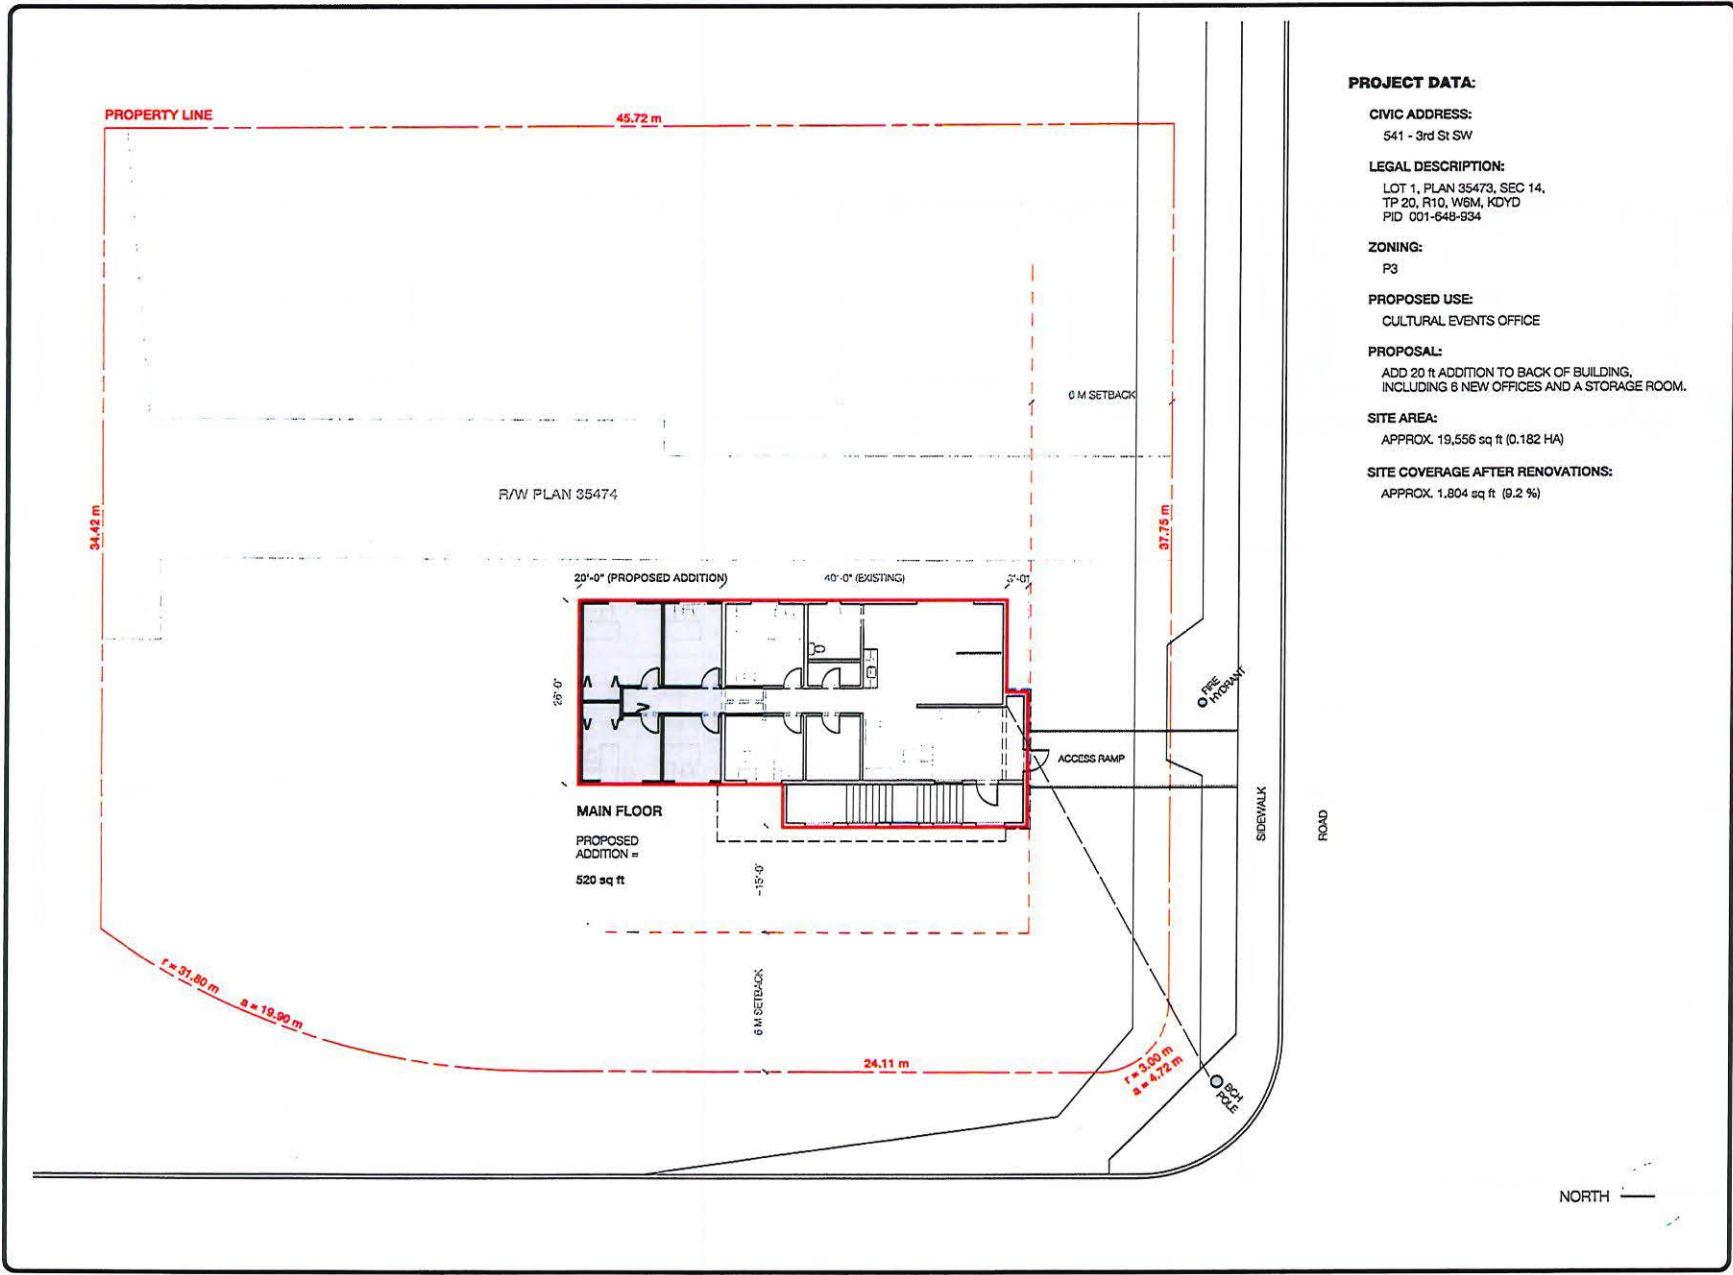 PROPERTY LINE
45.72 m
34.42 m
37.75 m
6 M SETBACK
R/W PLAN 35474
20'-0" (PROPOSED ADDITION)
40'-0" (EXISTING)
3'-0"
26'-0"
FIRE
HYDRANT
ACCESS RAMP
MAIN FLOOR
PROPOSED
ADDITION =
520 sq ft
~15'-0"
6 M SETBACK
SIDEWALK
ROAD
r = 31.80 m
a = 19.90 m
24.11 m
r = 3.00 m
a = 4.72 m
BCH
POLE
PROJECT DATA:
CIVIC ADDRESS:
541 - 3rd St SW
LEGAL DESCRIPTION:
LOT 1, PLAN 35473, SEC 14,
TP 20, R10, W6M, KDYD
PID 001-648-934
ZONING:
P3
PROPOSED USE:
CULTURAL EVENTS OFFICE
PROPOSAL:
ADD 20 ft ADDITION TO BACK OF BUILDING,
INCLUDING 6 NEW OFFICES AND A STORAGE ROOM.
SITE AREA:
APPROX. 19,556 sq ft (0.182 HA)
SITE COVERAGE AFTER RENOVATIONS:
APPROX. 1,804 sq ft (9.2 %)
NORTH